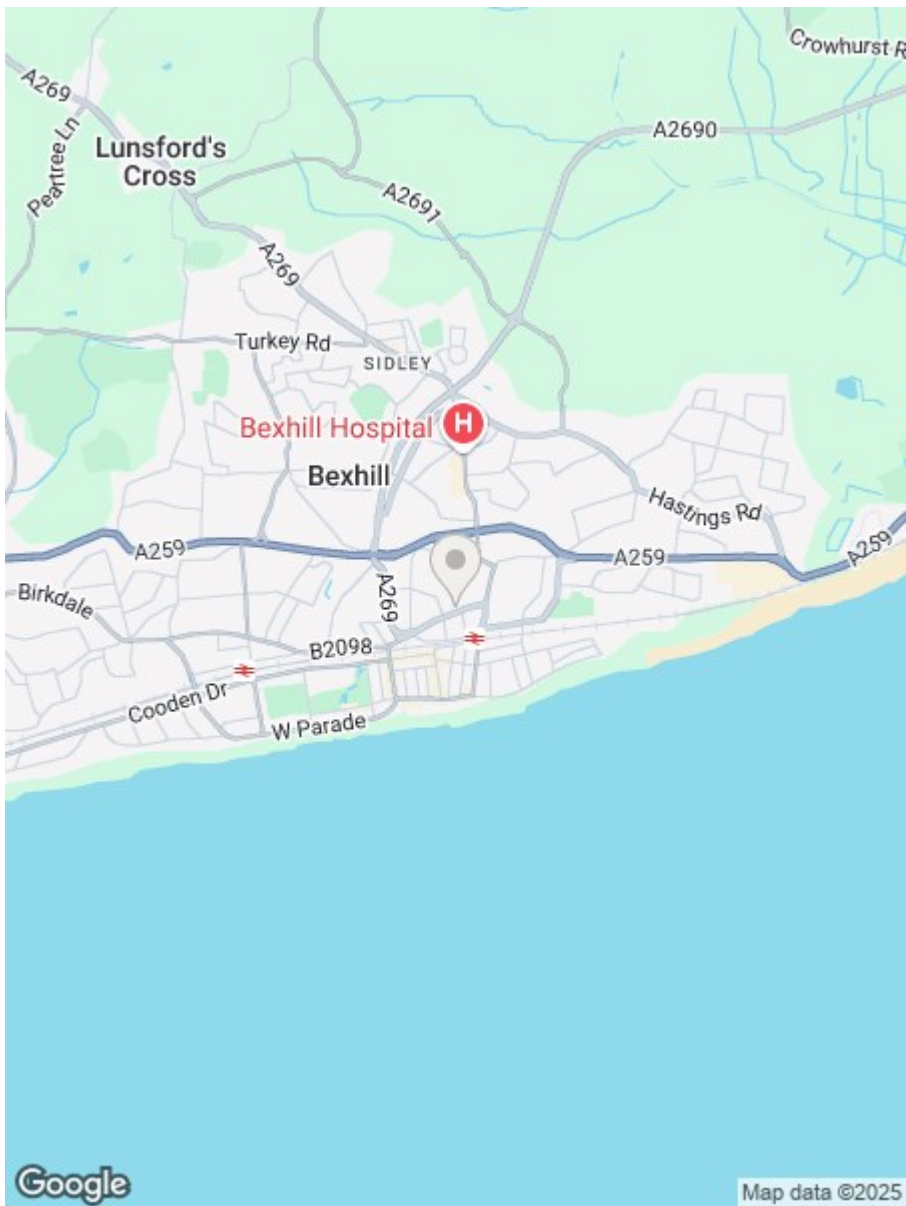 Crowhurst R
A269
A2690
Peartree Ln
Lunsford's
Cross
A2691
A269
Turkey Rd
SIDLEY
Bexhill Hospital
H
Bexhill
Hastings Rd
A259
A259
A259
Birkdale
A269
B2098
Cooden Dr
W Parade
Google
Map data ©2025